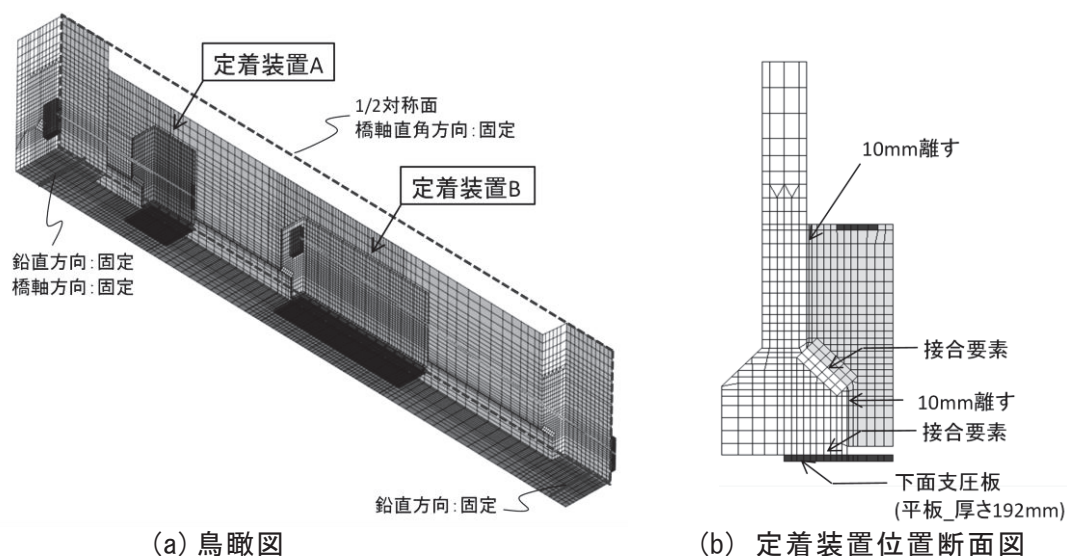 定着装置A
1/2対称面
橋軸直角方向：固定
定着装置B
鉛直方向：固定
橋軸方向：固定
鉛直方向：固定
(a) 鳥瞰図
10mm離す
接合要素
10mm離す
接合要素
下面支圧板
(平板_厚さ192mm)
(b) 定着装置位置断面図